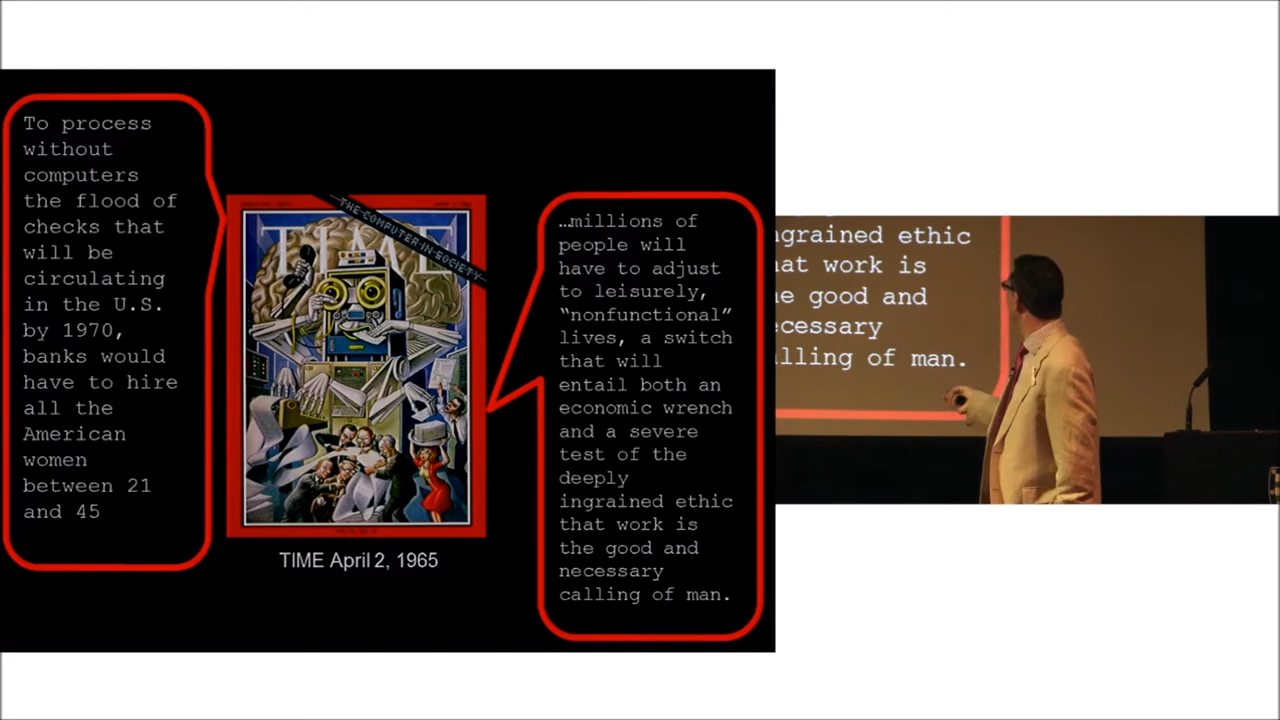 To process
without
computers
the flood of
checks that
will be
circulating
in the U.S.
by 1970,
banks would
have to hire
all the
American
women
between 21
and 45
THE COMPUTER IN SOCIETY
TIME
TIME April 2, 1965
…millions of
people will
have to adjust
to leisurely,
“nonfunctional”
lives, a switch
that will
entail both an
economic wrench
and a severe
test of the
deeply
ingrained ethic
that work is
the good and
necessary
calling of man.
ngrained ethic
hat work is
he good and
ecessary
alling of man.